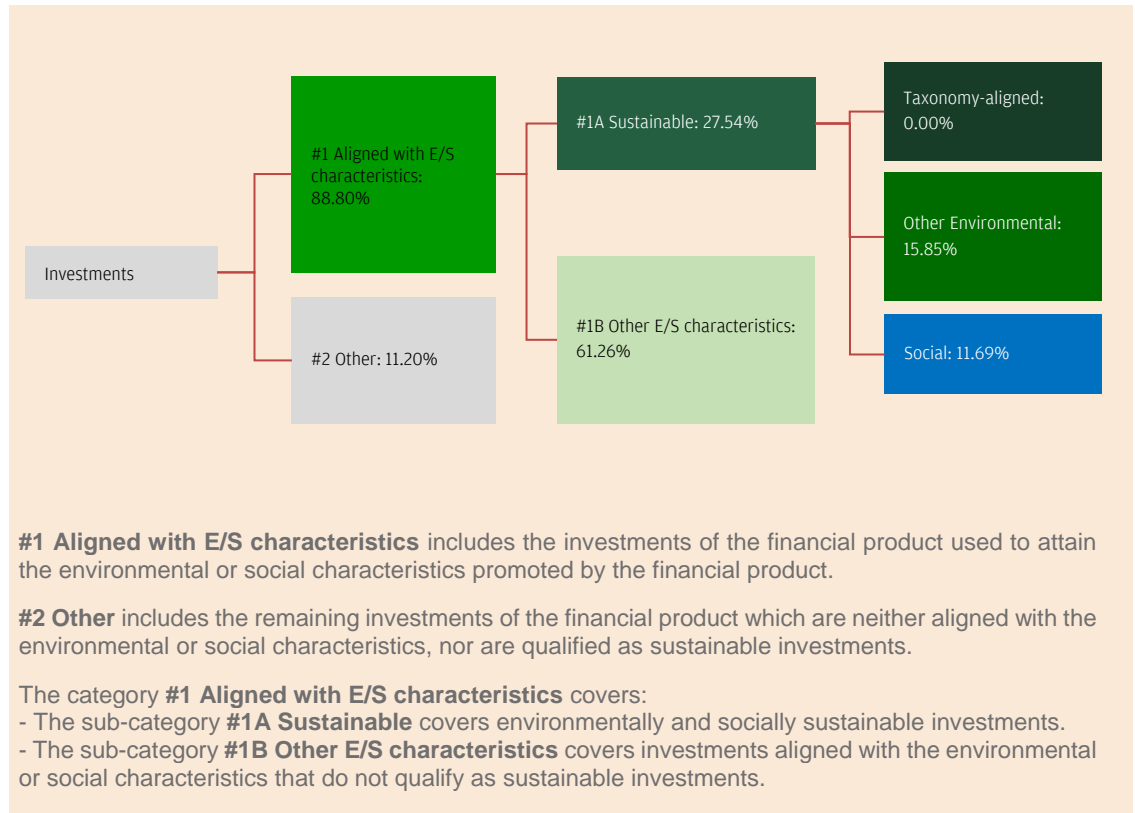 Investments
#1 Aligned with E/S
characteristics:
88.80%
#2 Other: 11.20%
#1A Sustainable: 27.54%
#1B Other E/S characteristics:
61.26%
Taxonomy-aligned:
0.00%
Other Environmental:
15.85%
Social: 11.69%
#1 Aligned with E/S characteristics includes the investments of the financial product used to attain
the environmental or social characteristics promoted by the financial product.
#2 Other includes the remaining investments of the financial product which are neither aligned with the
environmental or social characteristics, nor are qualified as sustainable investments.
The category #1 Aligned with E/S characteristics covers:
- The sub-category #1A Sustainable covers environmentally and socially sustainable investments.
- The sub-category #1B Other E/S characteristics covers investments aligned with the environmental
or social characteristics that do not qualify as sustainable investments.